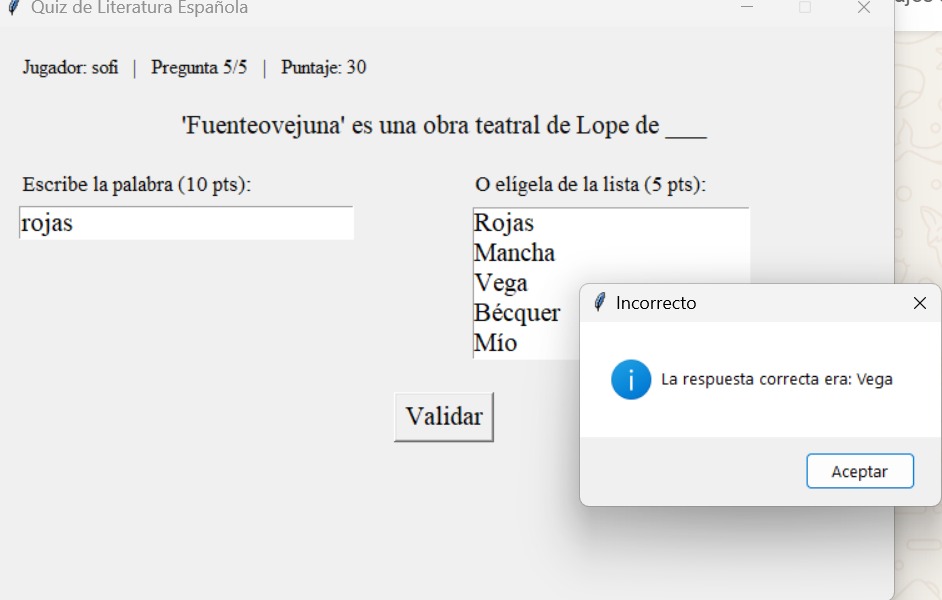 Quiz de Literatura Española
Jugador: sofi | Pregunta 5/5 | Puntaje: 30
'Fuenteovejuna' es una obra teatral de Lope de ___
Escribe la palabra (10 pts):
rojas
O elígela de la lista (5 pts):
Rojas
Mancha
Vega
Bécquer
Mío
Incorrecto
La respuesta correcta era: Vega
Aceptar
Validar